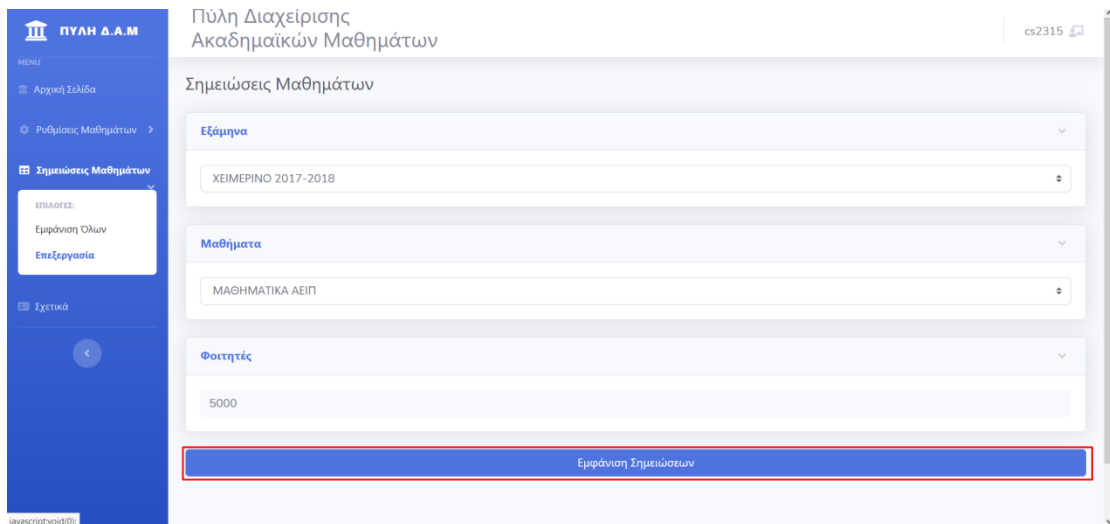 ΠΥΛΗ Δ.Α.Μ
MENU
Αρχική Σελίδα
Ρυθμίσεις Μαθημάτων
Σημειώσεις Μαθημάτων
ΕΠΙΛΟΓΕΣ:
Εμφάνιση Όλων
Επεξεργασία
Σχετικά
Πύλη Διαχείρισης
Ακαδημαϊκών Μαθημάτων
cs2315
Σημειώσεις Μαθημάτων
Εξάμηνα
ΧΕΙΜΕΡΙΝΟ 2017-2018
Μαθήματα
ΜΑΘΗΜΑΤΙΚΑ ΑΕΙΠ
Φοιτητές
5000
Εμφάνιση Σημειώσεων
javascript:void(0);